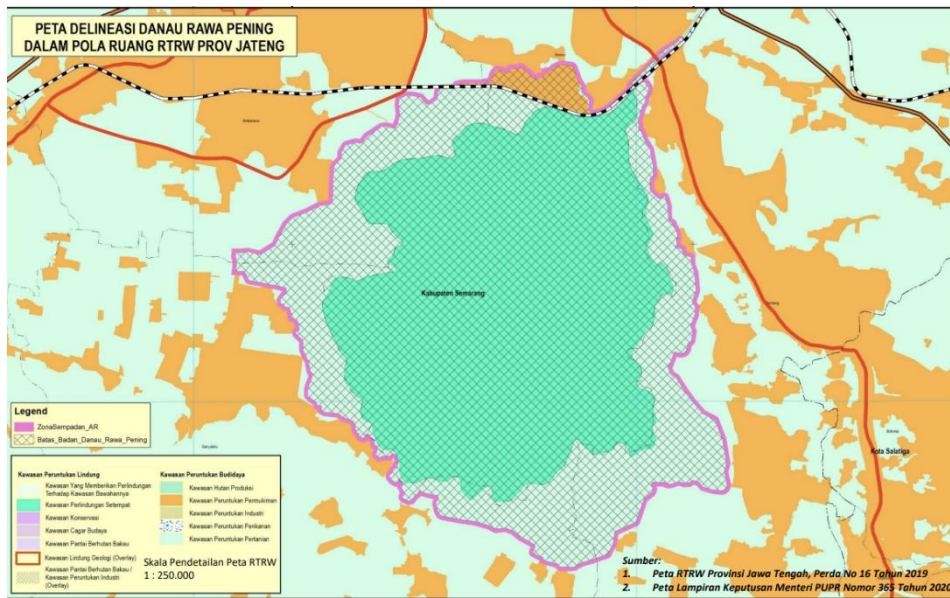 PETA DELINEASI DANAU RAWA PENING
DALAM POLA RUANG RTRW PROV JATENG
Kabupaten Semarang
Kota Salatiga
Legend
ZonaSempadan_AR
Batas_Badan_Danau_Rawa_Pening
Kawasan Peruntukan Lindung
Kawasan Yang Memberikan Perlindungan
Terhadap Kawasan Bawahannya
Kawasan Perlindungan Setempat
Kawasan Konservasi
Kawasan Cagar Budaya
Kawasan Pantai Berhutan Bakau
Kawasan Lindung Geologi (Overlay)
Kawasan Pantai Berhutan Bakau /
Kawasan Peruntukan Industri
(Overlay)
Kawasan Peruntukan Budidaya
Kawasan Hutan Produksi
Kawasan Peruntukan Permukiman
Kawasan Peruntukan Industri
Kawasan Peruntukan Perikanan
Kawasan Peruntukan Pertanian
Skala Pendetailan Peta RTRW
1 : 250.000
Sumber:
1. Peta RTRW Provinsi Jawa Tengah, Perda No 16 Tahun 2019
2. Peta Lampiran Keputusan Menteri PUPR Nomor 365 Tahun 2020